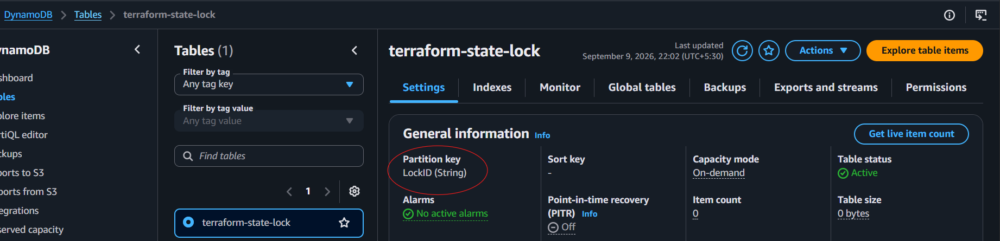 DynamoDB > Tables > terraform-state-lock
ynamoDB
shboard
bles
plore items
rtiQL editor
ckups
ports to S3
ports from S3
egrations
served capacity
Tables (1)
Filter by tag
Any tag key
Filter by tag value
Any tag value
Find tables
1
terraform-state-lock
terraform-state-lock
Last updated
September 9, 2026, 22:02 (UTC+5:30)
Actions
Explore table items
Settings
Indexes
Monitor
Global tables
Backups
Exports and streams
Permissions
General information Info
Get live item count
Partition key
LockID (String)
Sort key
-
Capacity mode
On-demand
Table status
Active
Alarms
No active alarms
Point-in-time recovery
(PITR) Info
Off
Item count
0
Table size
0 bytes